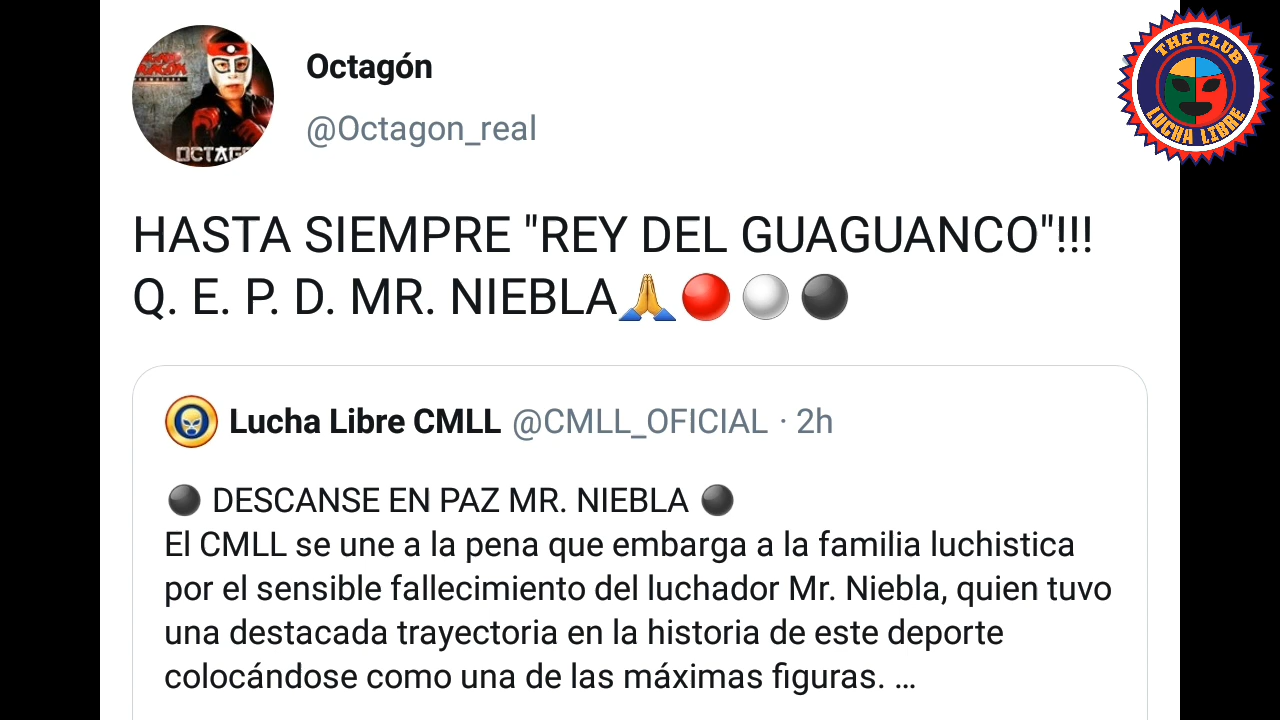 THE CLUB
LUCHA LIBRE
OCTAG
Octagón
@Octagon_real
HASTA SIEMPRE "REY DEL GUAGUANCO"!!!
Q. E. P. D. MR. NIEBLA🙏🔴⚪⚫
Lucha Libre CMLL @CMLL_OFICIAL · 2h
⚫ DESCANSE EN PAZ MR. NIEBLA ⚫
El CMLL se une a la pena que embarga a la familia luchistica
por el sensible fallecimiento del luchador Mr. Niebla, quien tuvo
una destacada trayectoria en la historia de este deporte
colocándose como una de las máximas figuras. ...